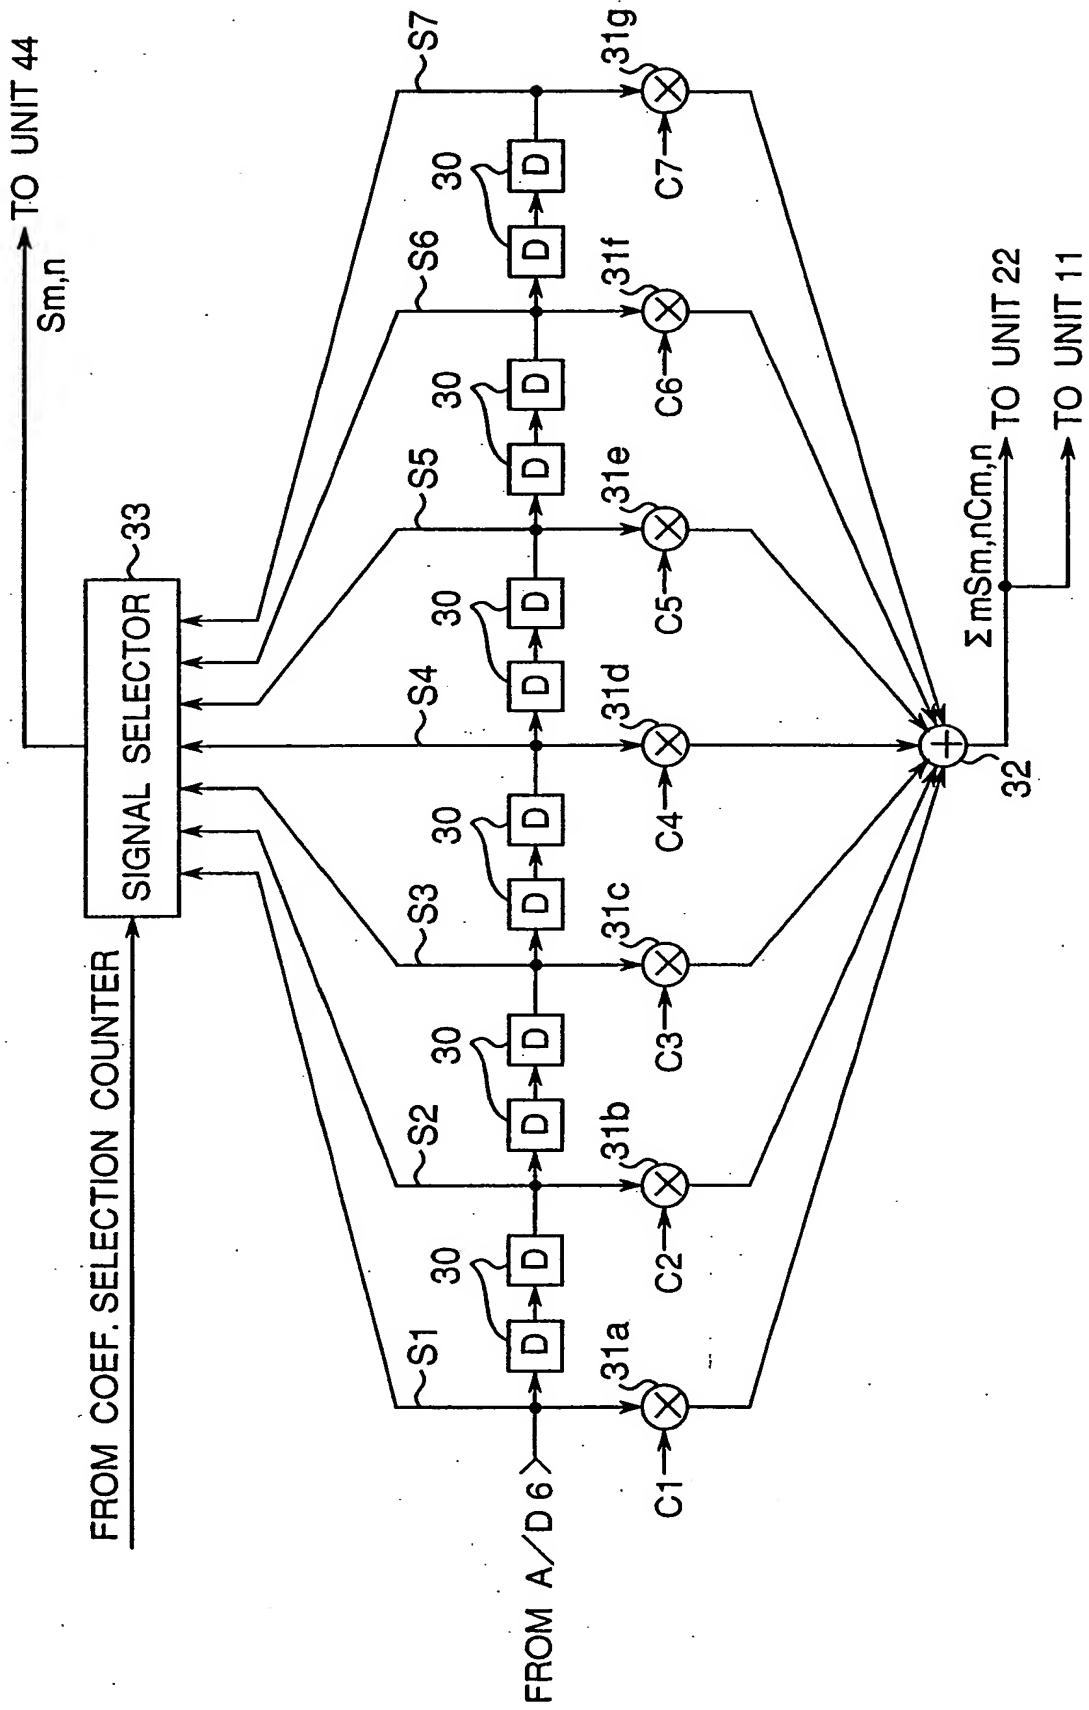 TO UNIT 44
Sm,n
FROM COEF. SELECTION COUNTER
SIGNAL SELECTOR
33
S1
S2
S3
S4
S5
S6
S7
30
30
30
30
30
30
FROM A/D 6
D
D
D
D
D
D
D
D
D
D
D
D
31a
31b
31c
31d
31e
31f
31g
C1
C2
C3
C4
C5
C6
C7
32
ΣmSm,nCm,n
TO UNIT 22
TO UNIT 11